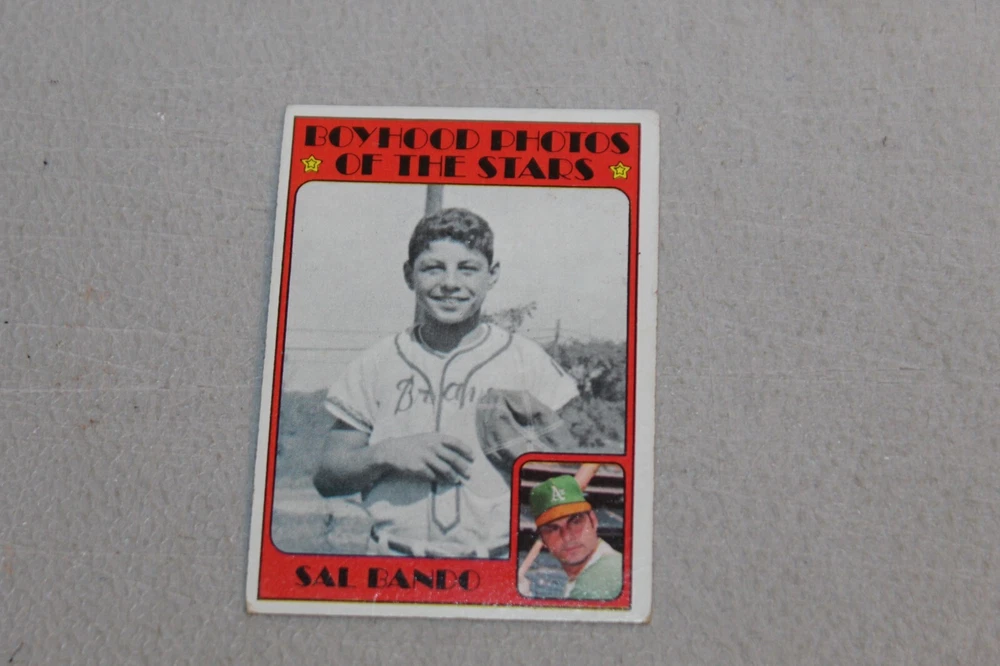 BOYHOOD PHOTOS
OF THE STARS
A's
SAL BANDO